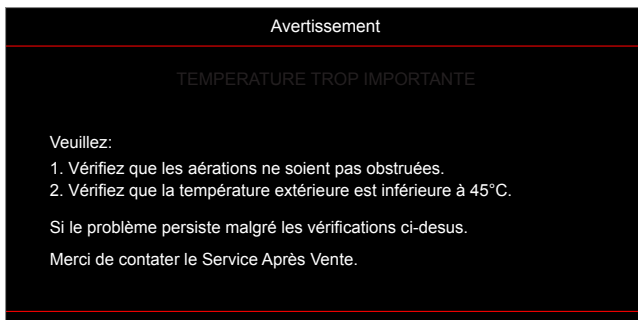 Avertissement
TEMPERATURE TROP IMPORTANTE
Veuillez:
1. Vérifiez que les aérations ne soient pas obstruées.
2. Vérifiez que la température extérieure est inférieure à 45°C.
Si le problème persiste malgré les vérifications ci-desus.
Merci de contater le Service Après Vente.